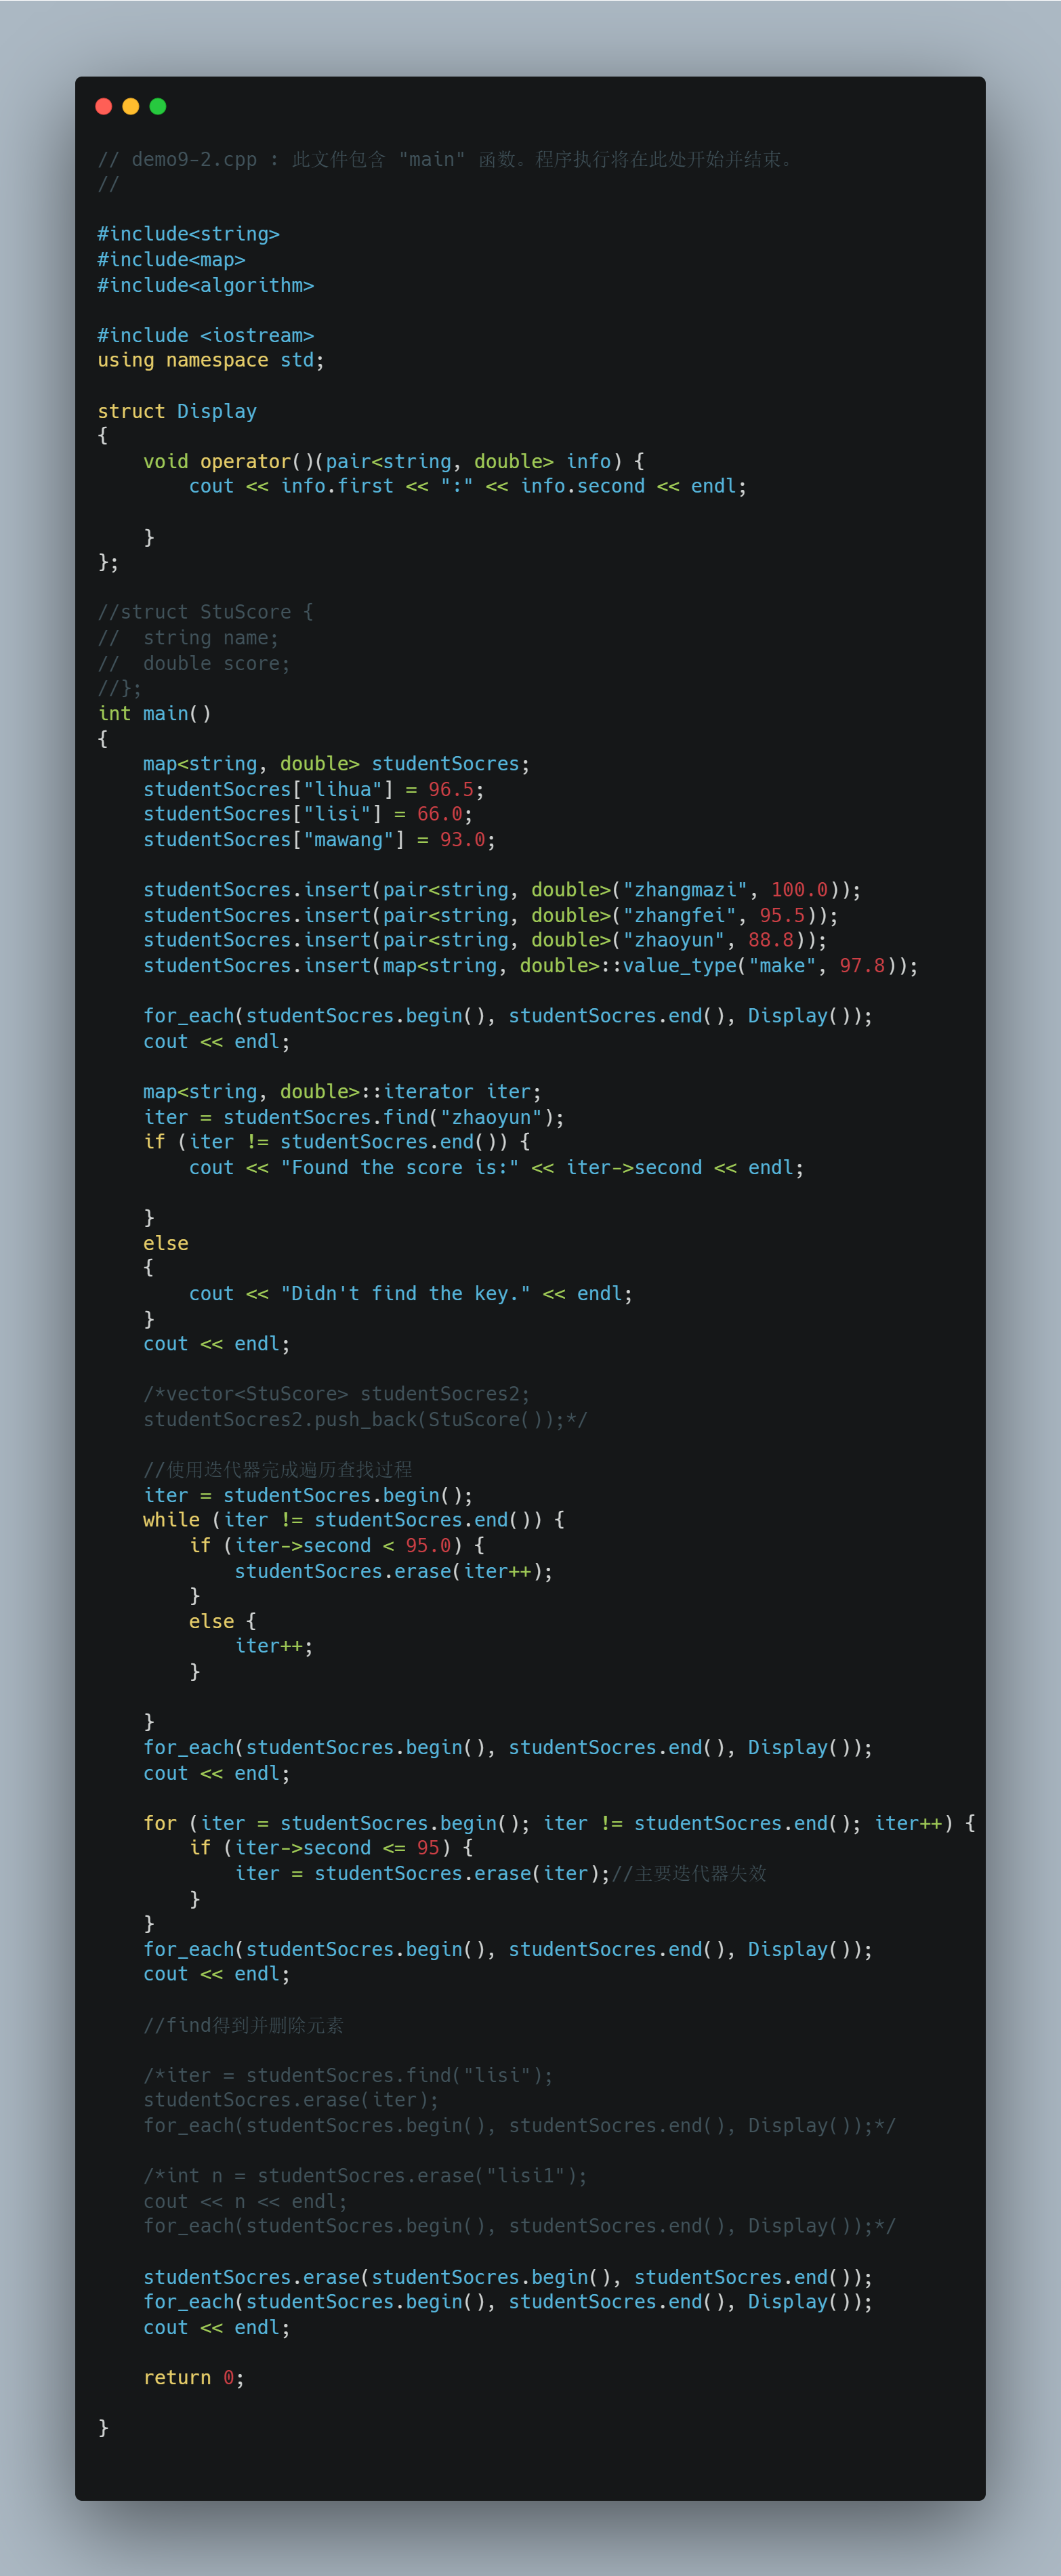 // demo9-2.cpp : 此文件包含 "main" 函数。程序执行将在此处开始并结束。
//
#include<string>
#include<map>
#include<algorithm>
#include <iostream>
using namespace std;
struct Display
{
    void operator()(pair<string, double> info) {
        cout << info.first << ":" << info.second << endl;
    }
};
//struct StuScore {
//  string name;
//  double score;
//};
int main()
{
    map<string, double> studentSocres;
    studentSocres["lihua"] = 96.5;
    studentSocres["lisi"] = 66.0;
    studentSocres["mawang"] = 93.0;
    studentSocres.insert(pair<string, double>("zhangmazi", 100.0));
    studentSocres.insert(pair<string, double>("zhangfei", 95.5));
    studentSocres.insert(pair<string, double>("zhaoyun", 88.8));
    studentSocres.insert(map<string, double>::value_type("make", 97.8));
    for_each(studentSocres.begin(), studentSocres.end(), Display());
    cout << endl;
    map<string, double>::iterator iter;
    iter = studentSocres.find("zhaoyun");
    if (iter != studentSocres.end()) {
        cout << "Found the score is:" << iter->second << endl;
    }
    else
    {
        cout << "Didn't find the key." << endl;
    }
    cout << endl;
    /*vector<StuScore> studentSocres2;
    studentSocres2.push_back(StuScore());*/
    //使用迭代器完成遍历查找过程
    iter = studentSocres.begin();
    while (iter != studentSocres.end()) {
        if (iter->second < 95.0) {
            studentSocres.erase(iter++);
        }
        else {
            iter++;
        }
    }
    for_each(studentSocres.begin(), studentSocres.end(), Display());
    cout << endl;
    for (iter = studentSocres.begin(); iter != studentSocres.end(); iter++) {
        if (iter->second <= 95) {
            iter = studentSocres.erase(iter);//主要迭代器失效
        }
    }
    for_each(studentSocres.begin(), studentSocres.end(), Display());
    cout << endl;
    //find得到并删除元素
    /*iter = studentSocres.find("lisi");
    studentSocres.erase(iter);
    for_each(studentSocres.begin(), studentSocres.end(), Display());*/
    /*int n = studentSocres.erase("lisi1");
    cout << n << endl;
    for_each(studentSocres.begin(), studentSocres.end(), Display());*/
    studentSocres.erase(studentSocres.begin(), studentSocres.end());
    for_each(studentSocres.begin(), studentSocres.end(), Display());
    cout << endl;
    return 0;
}